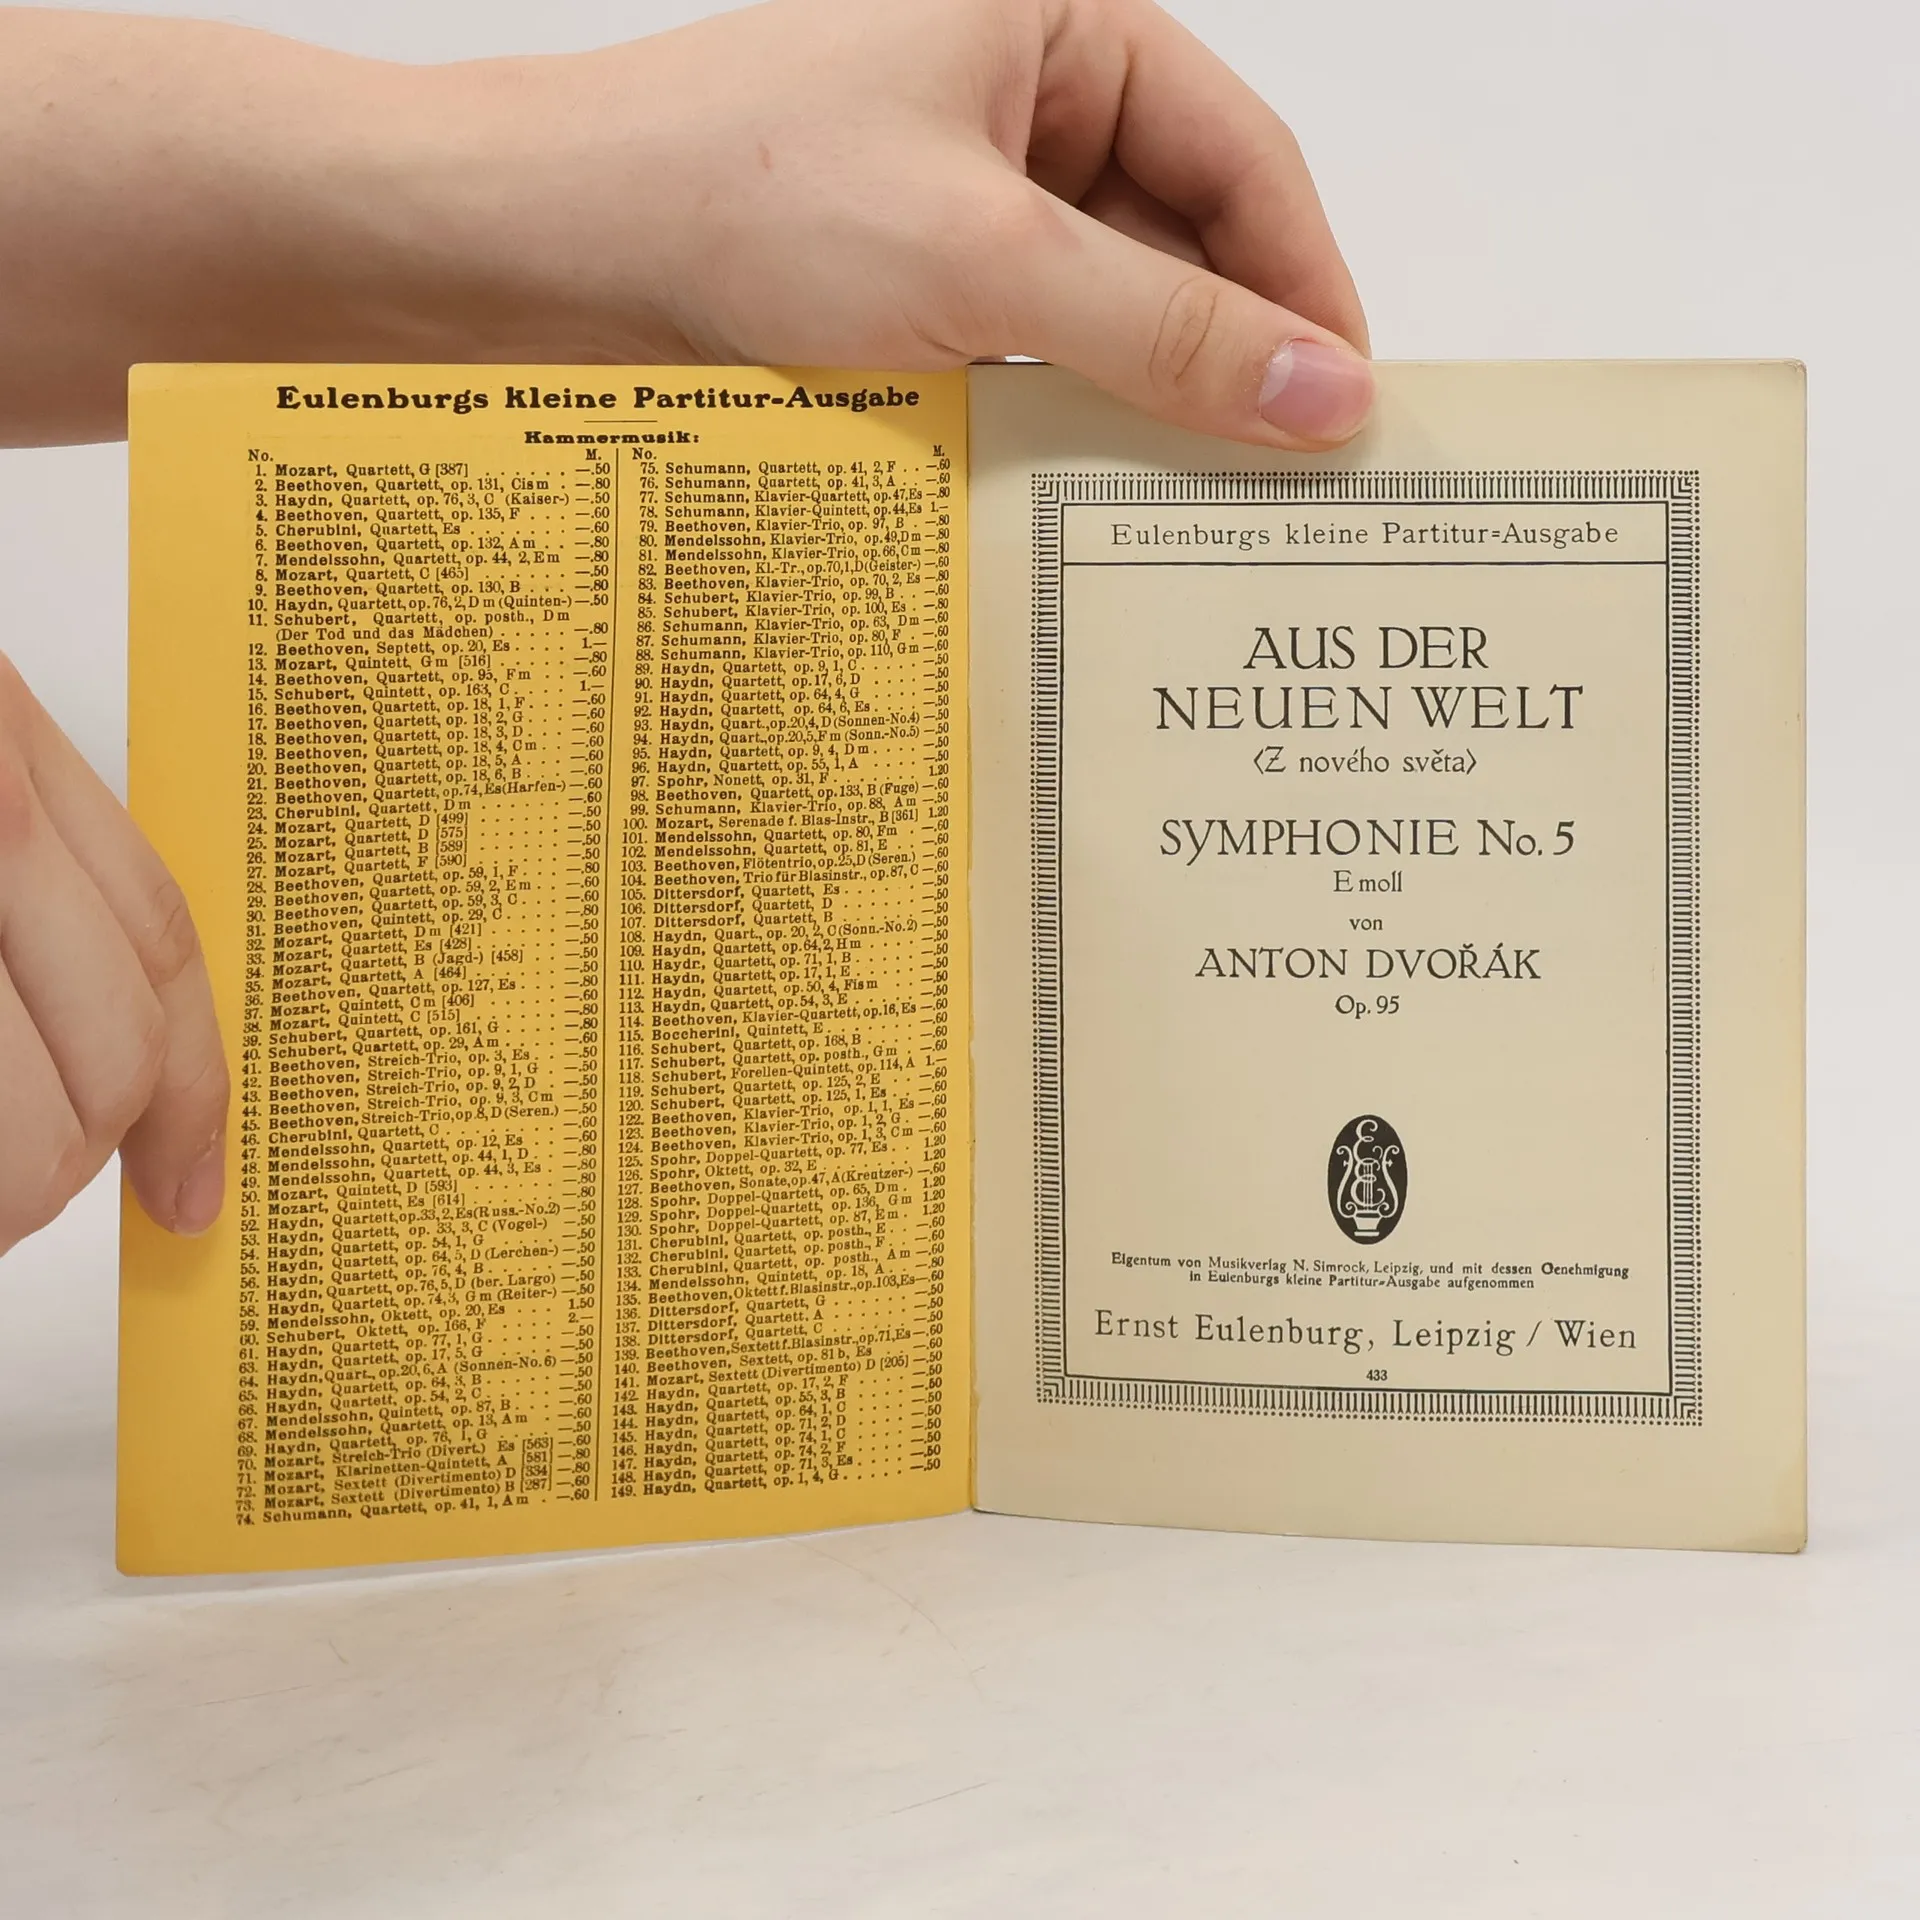 Eulenburgs kleine Partitur-Ausgabe
Kammermusik:
No. M.
1. Mozart, Quartett, G [387] . . . . . . —.50
2. Beethoven, Quartett, op. 131, Cism . —.80
3. Haydn, Quartett, op. 76, 3, C (Kaiser-) —.50
4. Beethoven, Quartett, op. 135, F . . . —.60
5. Cherubini, Quartett, Es . . . . . . . —.60
6. Beethoven, Quartett, op. 132, Am . . —.80
7. Mendelssohn, Quartett, op. 44, 2, Em —.80
8. Mozart, Quartett, C [465] . . . . . . —.50
9. Beethoven, Quartett, op. 130, B . . . —.80
10. Haydn, Quartett, op. 76, 2, Dm (Quinten-) —.50
11. Schubert, Quartett, op. posth., Dm
(Der Tod und das Mädchen) . . . . —.80
12. Beethoven, Septett, op. 20, Es . . . . 1.—
13. Mozart, Quintett, Gm [516] . . . . . —.80
14. Beethoven, Quartett, op. 95, Fm . . —.60
15. Schubert, Quintett, op. 163, C . . . . 1.—
16. Beethoven, Quartett, op. 18, 1, F . . . —.60
17. Beethoven, Quartett, op. 18, 2, G . . . —.60
18. Beethoven, Quartett, op. 18, 3, D . . . —.60
19. Beethoven, Quartett, op. 18, 4, Cm . . —.60
20. Beethoven, Quartett, op. 18, 5, A . . . —.60
21. Beethoven, Quartett, op. 18, 6, B . . . —.60
22. Beethoven, Quartett, op. 74, Es (Harfen-) —.60
23. Cherubini, Quartett, Dm . . . . . . —.60
24. Mozart, Quartett, D [499] . . . . . . —.50
25. Mozart, Quartett, D [575] . . . . . . —.50
26. Mozart, Quartett, B [589] . . . . . . —.50
27. Mozart, Quartett, F [590] . . . . . . —.50
28. Beethoven, Quartett, op. 59, 1, F . . . —.80
29. Beethoven, Quartett, op. 59, 2, Em . . —.60
30. Beethoven, Quartett, op. 59, 3, C . . . —.60
31. Beethoven, Quintett, op. 29, C . . . . —.80
32. Mozart, Quartett, Dm [421] . . . . . —.50
33. Mozart, Quartett, Es [428] . . . . . . —.50
34. Mozart, Quartett, B (Jagd-) [458] . . —.50
35. Mozart, Quartett, A [464] . . . . . . —.50
36. Beethoven, Quartett, op. 127, Es . . . —.80
37. Mozart, Quintett, Cm [406] . . . . . —.60
38. Mozart, Quintett, C [515] . . . . . . —.80
39. Schubert, Quartett, op. 161, G . . . . —.80
40. Schubert, Quartett, op. 29, Am . . . . —.60
41. Beethoven, Streich-Trio, op. 3, Es . . —.50
42. Beethoven, Streich-Trio, op. 9, 1, G . —.50
43. Beethoven, Streich-Trio, op. 9, 2, D . —.50
44. Beethoven, Streich-Trio, op. 9, 3, Cm —.50
45. Beethoven, Streich-Trio, op. 8, D (Seren.) —.50
46. Cherubini, Quartett, C . . . . . . . —.60
47. Mendelssohn, Quartett, op. 12, Es . . —.60
48. Mendelssohn, Quartett, op. 44, 1, D . . —.80
49. Mendelssohn, Quartett, op. 44, 3, Es . —.80
50. Mozart, Quintett, D [593] . . . . . . —.80
51. Mozart, Quintett, Es [614] . . . . . . —.80
52. Haydn, Quartett, op. 33, 2, Es (Russ.-No.2) —.50
53. Haydn, Quartett, op. 33, 3, C (Vogel-) —.50
54. Haydn, Quartett, op. 54, 1, G . . . . —.50
55. Haydn, Quartett, op. 64, 5, D (Lerchen-) —.50
56. Haydn, Quartett, op. 76, 4, B . . . . —.50
57. Haydn, Quartett, op. 76, 5, D (ber. Largo) —.50
58. Haydn, Quartett, op. 74, 3, Gm (Reiter-) —.50
59. Mendelssohn, Oktett, op. 20, Es . . . 1.50
60. Schubert, Oktett, op. 166, F . . . . . 2.—
61. Haydn, Quartett, op. 77, 1, G . . . . . —.50
63. Haydn, Quartett, op. 17, 5, G . . . . . —.50
64. Haydn, Quart., op. 20, 6, A (Sonnen-No. 6) —.50
65. Haydn, Quartett, op. 64, 3, B . . . . . —.50
66. Haydn, Quartett, op. 54, 2, C . . . . . —.50
67. Mendelssohn, Quintett, op. 87, B . . . —.60
68. Mendelssohn, Quartett, op. 13, Am . . —.60
69. Haydn, Quartett, op. 76, 1, G . . . . . —.50
70. Mozart, Streich-Trio (Divert.) Es [563] —.60
71. Mozart, Klarinetten-Quintett, A [581] —.80
72. Mozart, Sextett (Divertimento) D [334] —.80
73. Mozart, Sextett (Divertimento) B [287] —.60
74. Schumann, Quartett, op. 41, 1, Am . —.60
No. M.
75. Schumann, Quartett, op. 41, 2, F . . —.60
76. Schumann, Quartett, op. 41, 3, A . . —.60
77. Schumann, Klavier-Quartett, op. 47, Es —.80
78. Schumann, Klavier-Quintett, op. 44, Es 1.—
79. Beethoven, Klavier-Trio, op. 97, B . —.80
80. Mendelssohn, Klavier-Trio, op. 49, Dm —.80
81. Mendelssohn, Klavier-Trio, op. 66, Cm —.80
82. Beethoven, Kl.-Tr., op. 70, 1, D (Geister-) —.60
83. Beethoven, Klavier-Trio, op. 70, 2, Es —.80
84. Schubert, Klavier-Trio, op. 99, B . . —.60
85. Schubert, Klavier-Trio, op. 100, Es . —.80
86. Schumann, Klavier-Trio, op. 63, Dm —.60
87. Schumann, Klavier-Trio, op. 80, F . —.60
88. Schumann, Klavier-Trio, op. 110, Gm —.60
89. Haydn, Quartett, op. 9, 1, C . . . . . —.50
90. Haydn, Quartett, op. 17, 6, D . . . . —.50
91. Haydn, Quartett, op. 64, 4, G . . . . —.50
92. Haydn, Quartett, op. 64, 6, Es . . . . —.50
93. Haydn, Quart., op. 20, 4, D (Sonnen-No.4) —.50
94. Haydn, Quart., op. 20, 5, Fm (Sonn.-No.5) —.50
95. Haydn, Quartett, op. 9, 4, Dm . . . . —.50
96. Haydn, Quartett, op. 55, 1, A . . . . —.50
97. Spohr, Nonett, op. 31, F . . . . . . . 1.20
98. Beethoven, Quartett, op. 133, B (Fuge) —.60
99. Schumann, Klavier-Trio, op. 88, Am —.50
100. Mozart, Serenade f. Blas-Instr., B [361] 1.20
101. Mendelssohn, Quartett, op. 80, Fm . —.60
102. Mendelssohn, Quartett, op. 81, E . . —.60
103. Beethoven, Flötentrio, op. 25, D (Seren.) —.60
104. Beethoven, Trio für Blasinstr., op. 87, C —.60
105. Dittersdorf, Quartett, Es . . . . . . —.50
106. Dittersdorf, Quartett, D . . . . . . —.50
107. Dittersdorf, Quartett, B . . . . . . —.50
108. Haydn, Quart., op. 20, 2, C (Sonn.-No.2) —.50
109. Haydn, Quartett, op. 64, 2, Hm . . . —.50
110. Haydn, Quartett, op. 71, 1, B . . . . —.50
111. Haydn, Quartett, op. 17, 1, E . . . . —.50
112. Haydn, Quartett, op. 50, 4, Fism . . —.50
113. Haydn, Quartett, op. 54, 3, E . . . . —.50
114. Beethoven, Klavier-Quartett, op. 16, Es —.60
115. Boccherini, Quintett, E . . . . . . . —.60
116. Schubert, Quartett, op. 168, B . . . . —.60
117. Schubert, Quartett, op. posth., Gm . —.60
118. Schubert, Forellen-Quintett, op. 114, A 1.—
119. Schubert, Quartett, op. 125, 2, E . . —.60
120. Schubert, Quartett, op. 125, 1, Es . . —.60
122. Beethoven, Klavier-Trio, op. 1, 1, Es —.60
123. Beethoven, Klavier-Trio, op. 1, 2, G . —.60
124. Beethoven, Klavier-Trio, op. 1, 3, Cm —.60
125. Spohr, Doppel-Quartett, op. 77, Es . . 1.20
126. Spohr, Oktett, op. 32, E . . . . . . . 1.20
127. Beethoven, Sonate, op. 47, A (Kreutzer-) —.60
128. Spohr, Doppel-Quartett, op. 65, Dm . 1.20
129. Spohr, Doppel-Quartett, op. 136, Gm 1.20
130. Spohr, Doppel-Quartett, op. 87, Em . 1.20
131. Cherubini, Quartett, op. posth., E . . —.60
132. Cherubini, Quartett, op. posth., F . . —.60
133. Cherubini, Quartett, op. posth., Am . —.60
134. Mendelssohn, Quintett, op. 18, A . . —.80
135. Beethoven, Oktett f. Blasinstr., op. 103, Es —.60
136. Dittersdorf, Quartett, G . . . . . . —.50
137. Dittersdorf, Quartett, A . . . . . . —.50
138. Dittersdorf, Quartett, C . . . . . . —.50
139. Beethoven, Sextett f. Blasinstr., op. 71, Es —.60
140. Beethoven, Sextett, op. 81 b, Es . . —.60
141. Mozart, Sextett (Divertimento) D [205] —.60
142. Haydn, Quartett, op. 17, 2, F . . . . —.50
143. Haydn, Quartett, op. 55, 3, B . . . . —.50
144. Haydn, Quartett, op. 64, 1, C . . . . —.50
145. Haydn, Quartett, op. 71, 2, D . . . . —.50
146. Haydn, Quartett, op. 74, 1, C . . . . —.50
147. Haydn, Quartett, op. 74, 2, F . . . . —.50
148. Haydn, Quartett, op. 71, 3, Es . . . . —.50
149. Haydn, Quartett, op. 1, 4, G . . . . . —.50
Eulenburgs kleine Partitur=Ausgabe
AUS DER
NEUEN WELT
⟨Z nového světa⟩
SYMPHONIE No. 5
E moll
von
ANTON DVOŘÁK
Op. 95
Eigentum von Musikverlag N. Simrock, Leipzig, und mit dessen Genehmigung
in Eulenburgs kleine Partitur=Ausgabe aufgenommen
Ernst Eulenburg, Leipzig / Wien
433